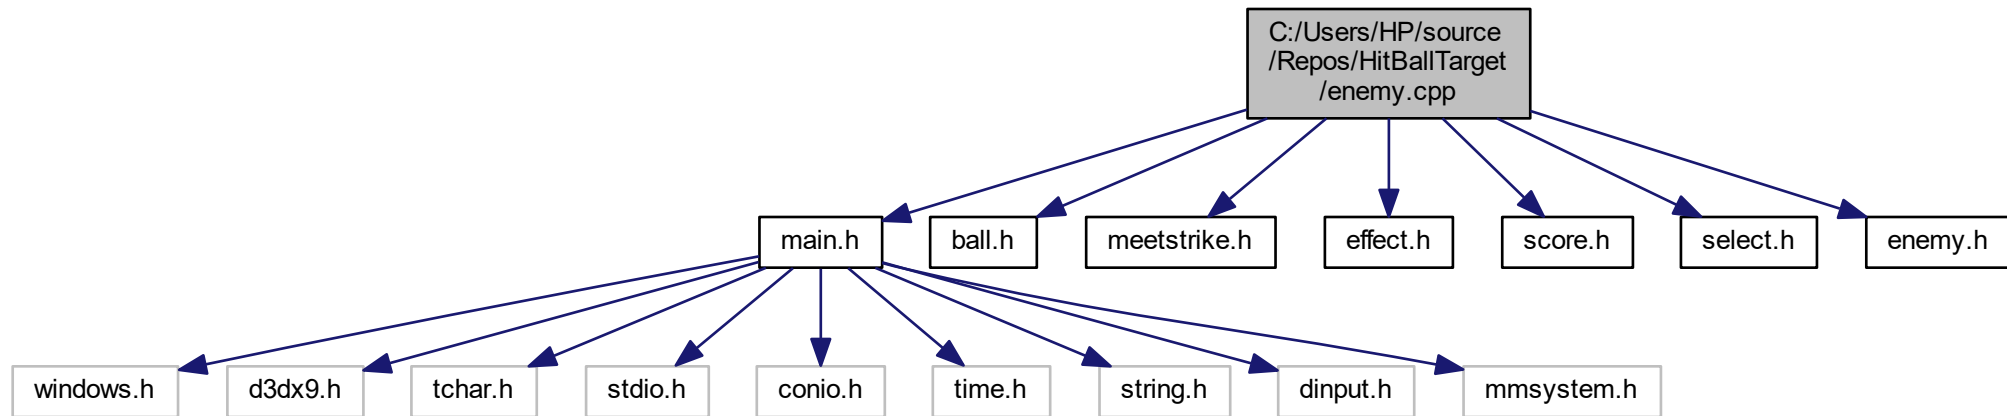 C:/Users/HP/source
/Repos/HitBallTarget
/enemy.cpp
main.h
ball.h
meetstrike.h
effect.h
score.h
select.h
enemy.h
windows.h
d3dx9.h
tchar.h
stdio.h
conio.h
time.h
string.h
dinput.h
mmsystem.h